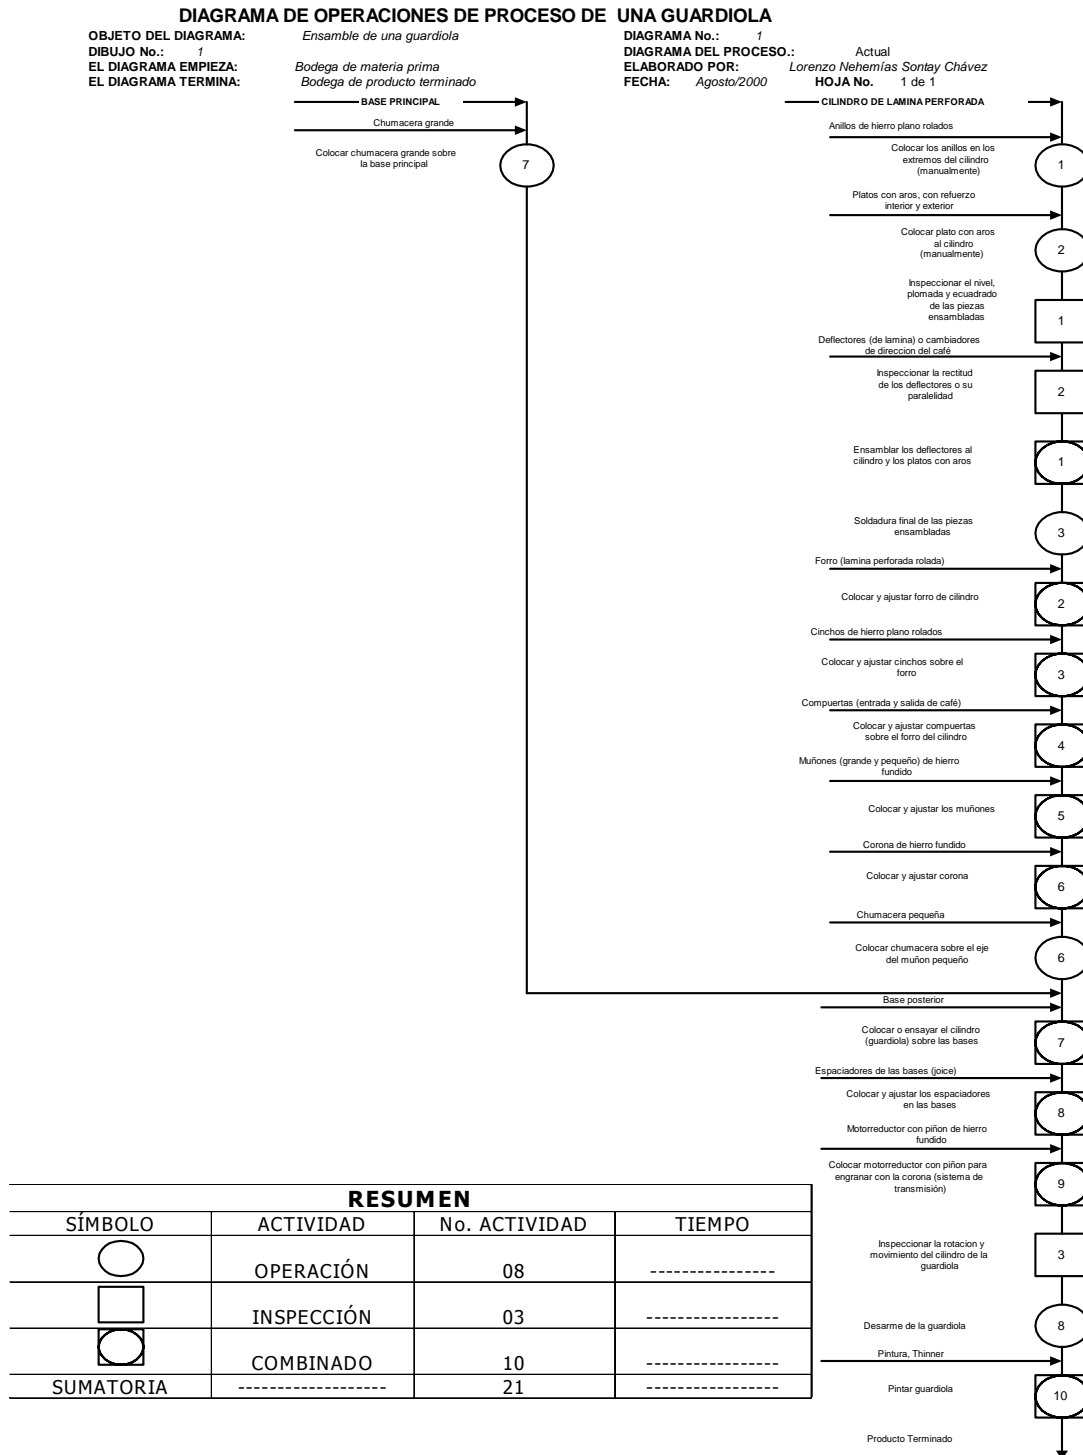 DIAGRAMA DE OPERACIONES DE PROCESO DE UNA GUARDIOLA
OBJETO DEL DIAGRAMA: Ensamble de una guardiola
DIBUJO No.: 1
EL DIAGRAMA EMPIEZA: Bodega de materia prima
EL DIAGRAMA TERMINA: Bodega de producto terminado
DIAGRAMA No.: 1
DIAGRAMA DEL PROCESO.: Actual
ELABORADO POR: Lorenzo Nehemías Sontay Chávez
FECHA: Agosto/2000 HOJA No. 1 de 1
BASE PRINCIPAL
Chumacera grande
Colocar chumacera grande sobre
la base principal
7
CILINDRO DE LAMINA PERFORADA
Anillos de hierro plano rolados
Colocar los anillos en los
extremos del cilindro
(manualmente)
1
Platos con aros, con refuerzo
interior y exterior
Colocar plato con aros
al cilindro
(manualmente)
2
Inspeccionar el nivel,
plomada y ecuadrado
de las piezas
ensambladas
1
Deflectores (de lamina) o cambiadores
de direccion del café
Inspeccionar la rectitud
de los deflectores o su
paralelidad
2
Ensamblar los deflectores al
cilindro y los platos con aros
1
Soldadura final de las piezas
ensambladas
3
Forro (lamina perforada rolada)
Colocar y ajustar forro de cilindro
2
Cinchos de hierro plano rolados
Colocar y ajustar cinchos sobre el
forro
3
Compuertas (entrada y salida de café)
Colocar y ajustar compuertas
sobre el forro del cilindro
4
Muñones (grande y pequeño) de hierro
fundido
Colocar y ajustar los muñones
5
Corona de hierro fundido
Colocar y ajustar corona
6
Chumacera pequeña
Colocar chumacera sobre el eje
del muñon pequeño
6
Base posterior
Colocar o ensayar el cilindro
(guardiola) sobre las bases
7
Espaciadores de las bases (joice)
Colocar y ajustar los espaciadores
en las bases
8
Motorreductor con piñon de hierro
fundido
Colocar motorreductor con piñon para
engranar con la corona (sistema de
transmisión)
9
Inspeccionar la rotacion y
movimiento del cilindro de la
guardiola
3
Desarme de la guardiola
8
Pintura, Thinner
Pintar guardiola
10
Producto Terminado
RESUMEN
SÍMBOLO ACTIVIDAD No. ACTIVIDAD TIEMPO
OPERACIÓN 08 ----------------
INSPECCIÓN 03 -----------------
COMBINADO 10 -----------------
SUMATORIA ------------------- 21 -----------------